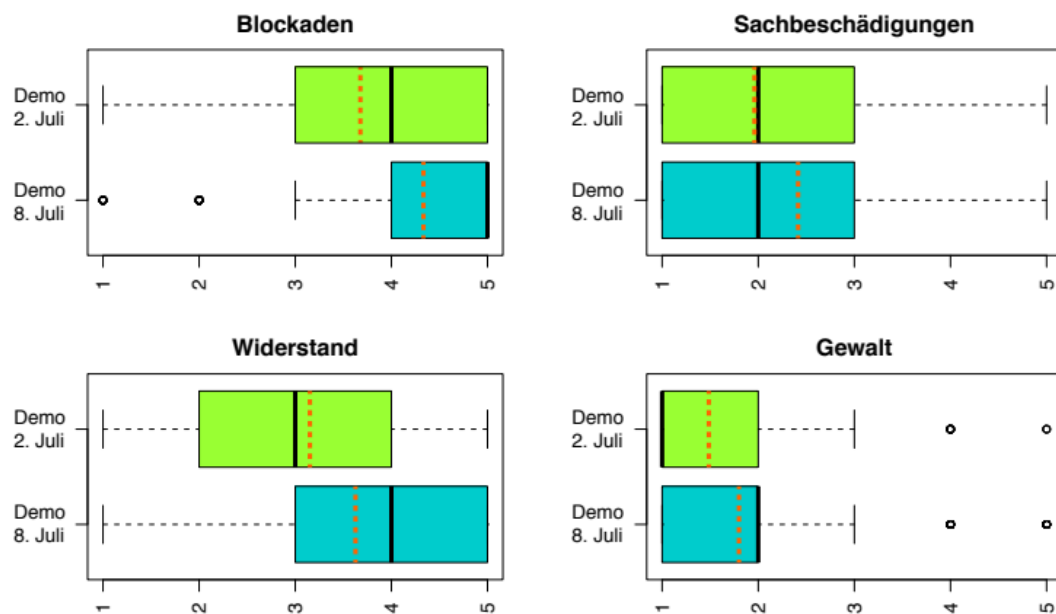 Blockaden
Demo
2. Juli
Demo
8. Juli
1 2 3 4 5
Sachbeschädigungen
Demo
2. Juli
Demo
8. Juli
1 2 3 4 5
Widerstand
Demo
2. Juli
Demo
8. Juli
1 2 3 4 5
Gewalt
Demo
2. Juli
Demo
8. Juli
1 2 3 4 5